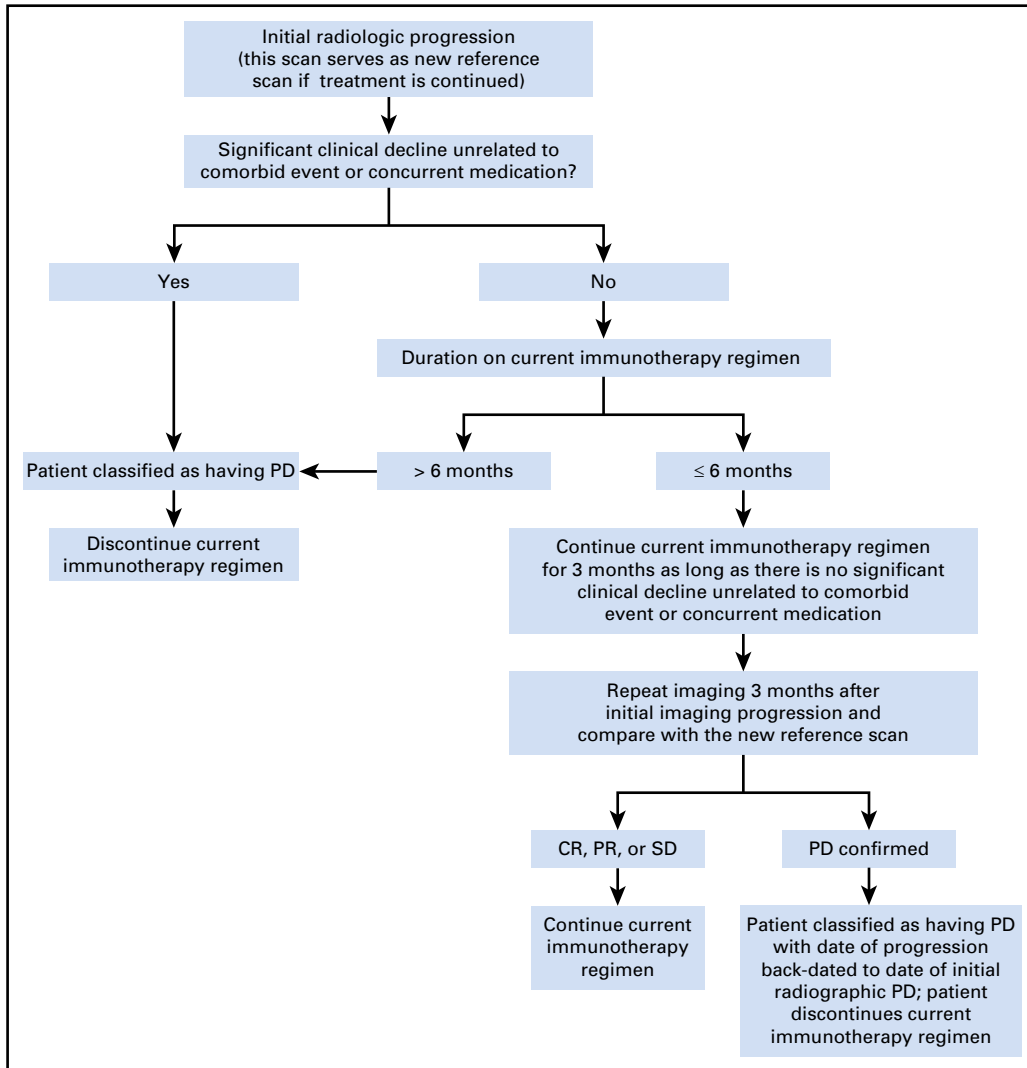 Initial radiologic progression
(this scan serves as new reference
scan if treatment is continued)
Significant clinical decline unrelated to
comorbid event or concurrent medication?
Yes
No
Duration on current immunotherapy regimen
Patient classified as having PD
> 6 months
≤ 6 months
Discontinue current
immunotherapy regimen
Continue current immunotherapy regimen
for 3 months as long as there is no significant
clinical decline unrelated to comorbid
event or concurrent medication
Repeat imaging 3 months after
initial imaging progression and
compare with the new reference scan
CR, PR, or SD
PD confirmed
Continue current
immunotherapy
regimen
Patient classified as having PD
with date of progression
back-dated to date of initial
radiographic PD; patient
discontinues current
immunotherapy regimen